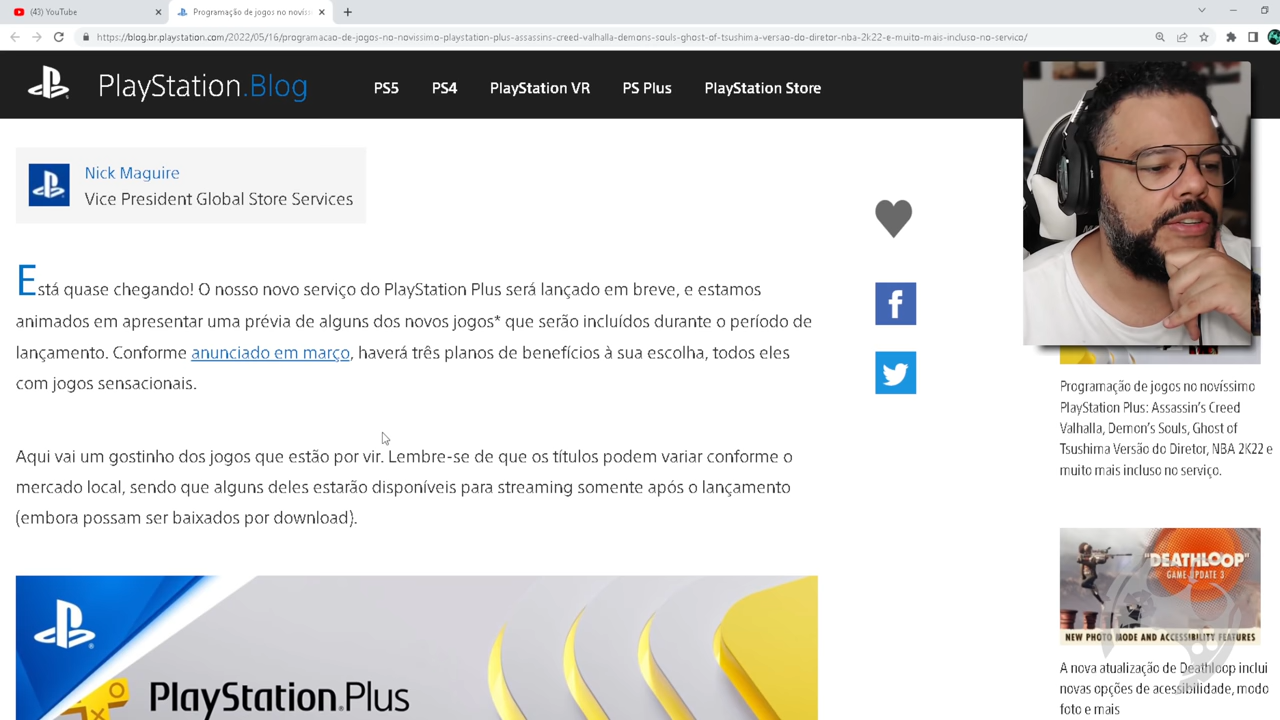 (43) YouTube
Programação de jogos no novís
https://blog.br.playstation.com/2022/05/16/programacao-de-jogos-no-novissimo-playstation-plus-assassins-creed-valhalla-demons-souls-ghost-of-tsushima-versao-do-diretor-nba-2k22-e-muito-mais-incluso-no-servico/
PlayStation.Blog
PS5
PS4
PlayStation VR
PS Plus
PlayStation Store
Nick Maguire
Vice President Global Store Services
Está quase chegando! O nosso novo serviço do PlayStation Plus será lançado em breve, e estamos
animados em apresentar uma prévia de alguns dos novos jogos* que serão incluídos durante o período de
lançamento. Conforme anunciado em março, haverá três planos de benefícios à sua escolha, todos eles
com jogos sensacionais.
Aqui vai um gostinho dos jogos que estão por vir. Lembre-se de que os títulos podem variar conforme o
mercado local, sendo que alguns deles estarão disponíveis para streaming somente após o lançamento
(embora possam ser baixados por download).
PlayStation.Plus
Programação de jogos no novíssimo
PlayStation Plus: Assassin's Creed
Valhalla, Demon's Souls, Ghost of
Tsushima Versão do Diretor, NBA 2K22 e
muito mais incluso no serviço.
"DEATHLOOP"
GAME UPDATE 3
NEW PHOTO MODE AND ACCESSIBILITY FEATURES
A nova atualização de Deathloop inclui
novas opções de acessibilidade, modo
foto e mais